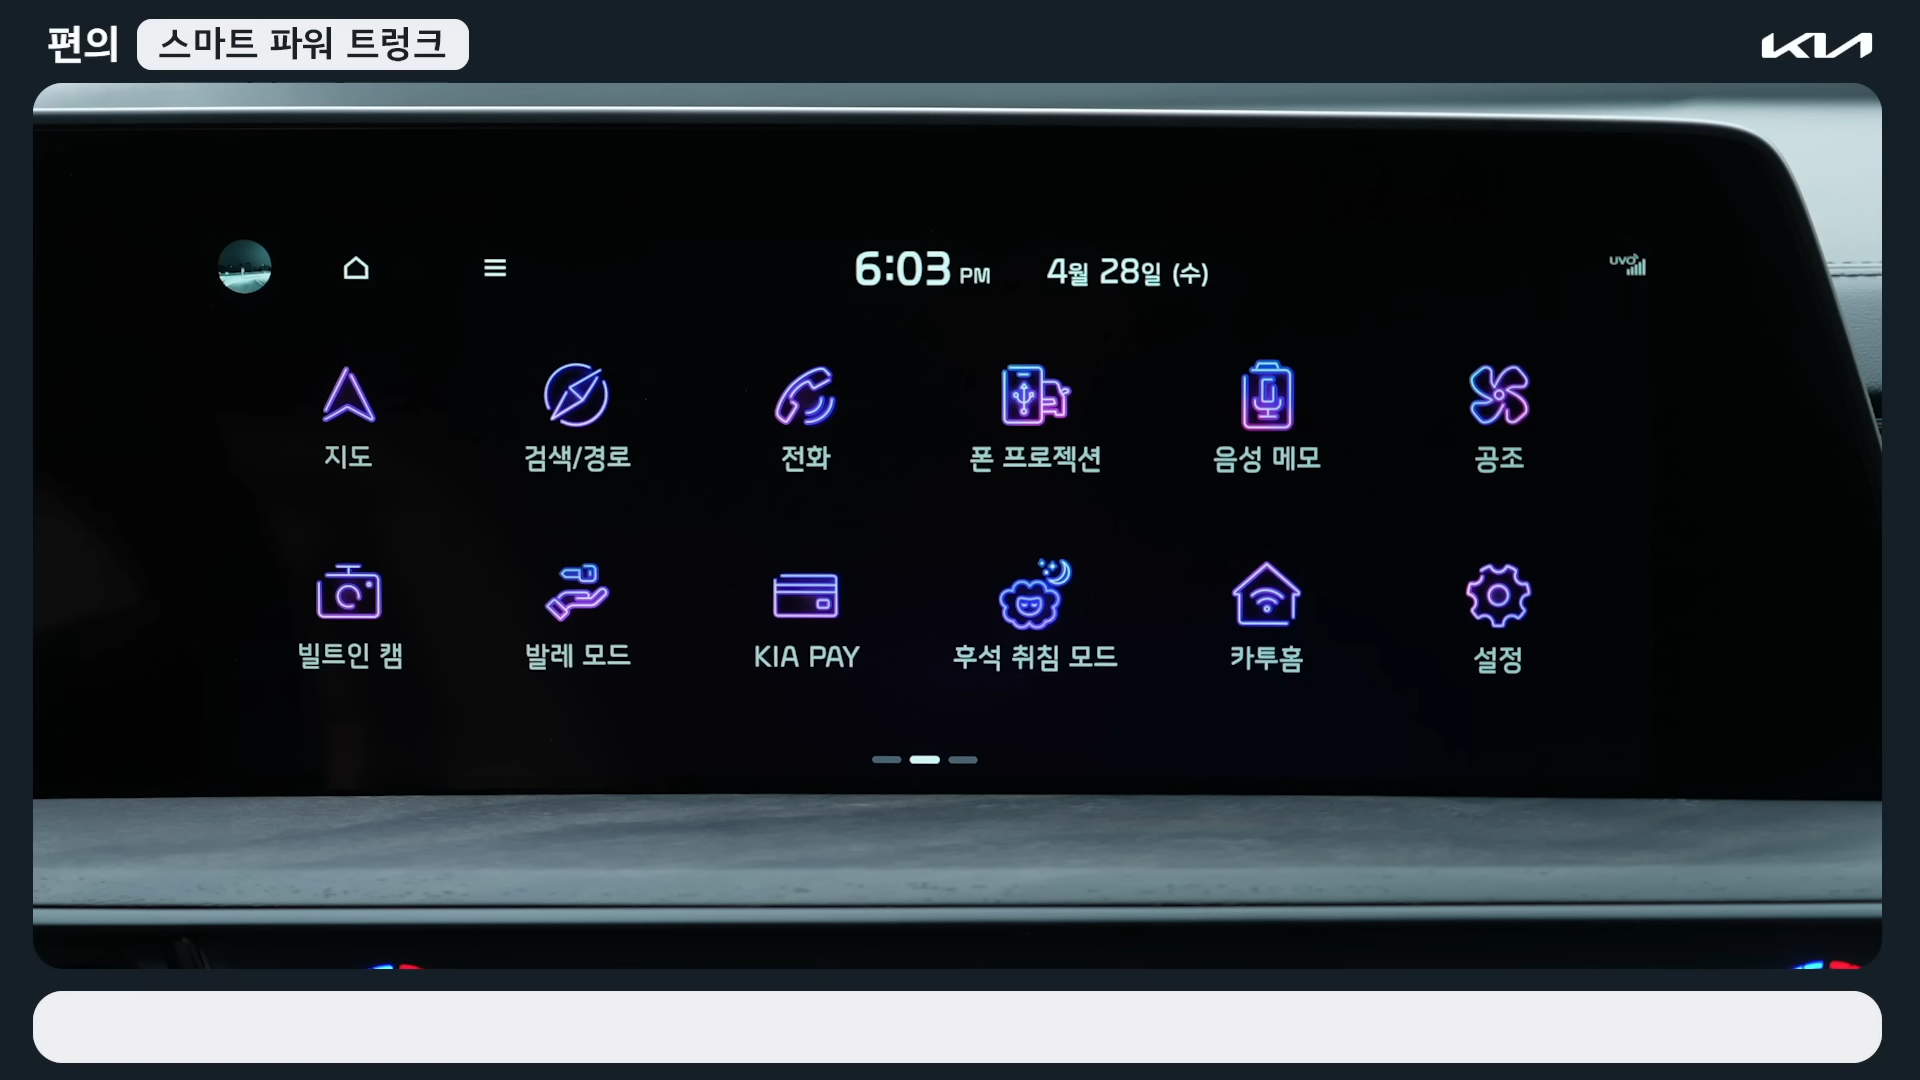 편의 스마트 파워 트렁크
KIA
6:03 PM 4월 28일 (수)
UVO
지도 검색/경로 전화 폰 프로젝션 음성 메모 공조
빌트인 캠 발레 모드 KIA PAY 후석 취침 모드 카투홈 설정